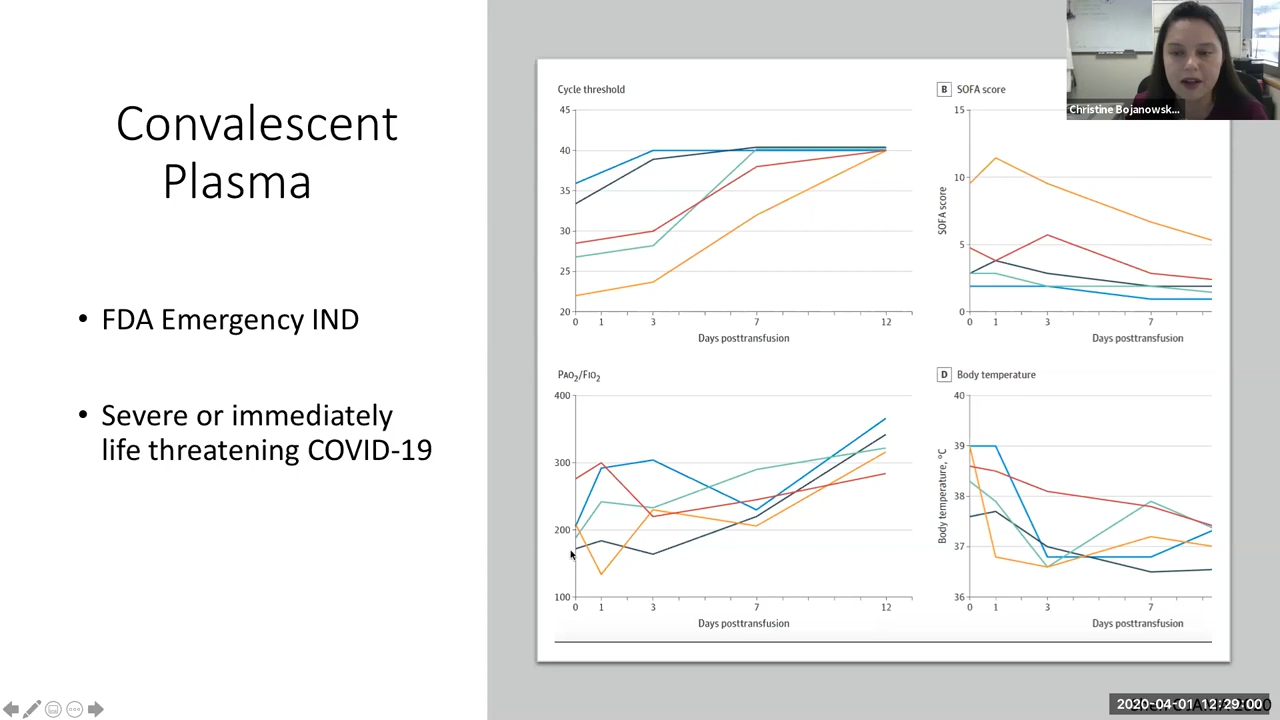 Convalescent
Plasma
• FDA Emergency IND
• Severe or immediately
life threatening COVID-19
Cycle threshold
45
40
35
30
25
20
0 1 3 7 12
Days posttransfusion
B SOFA score
15
10
5
0
SOFA score
0 1 3 7
Days posttransfusion
PAO2/FIO2
400
300
200
100
0 1 3 7 12
Days posttransfusion
D Body temperature
40
39
38
37
36
Body temperature, °C
0 1 3 7
Days posttransfusion
Christine Bojanowsk...
2020-04-01 12:29:00